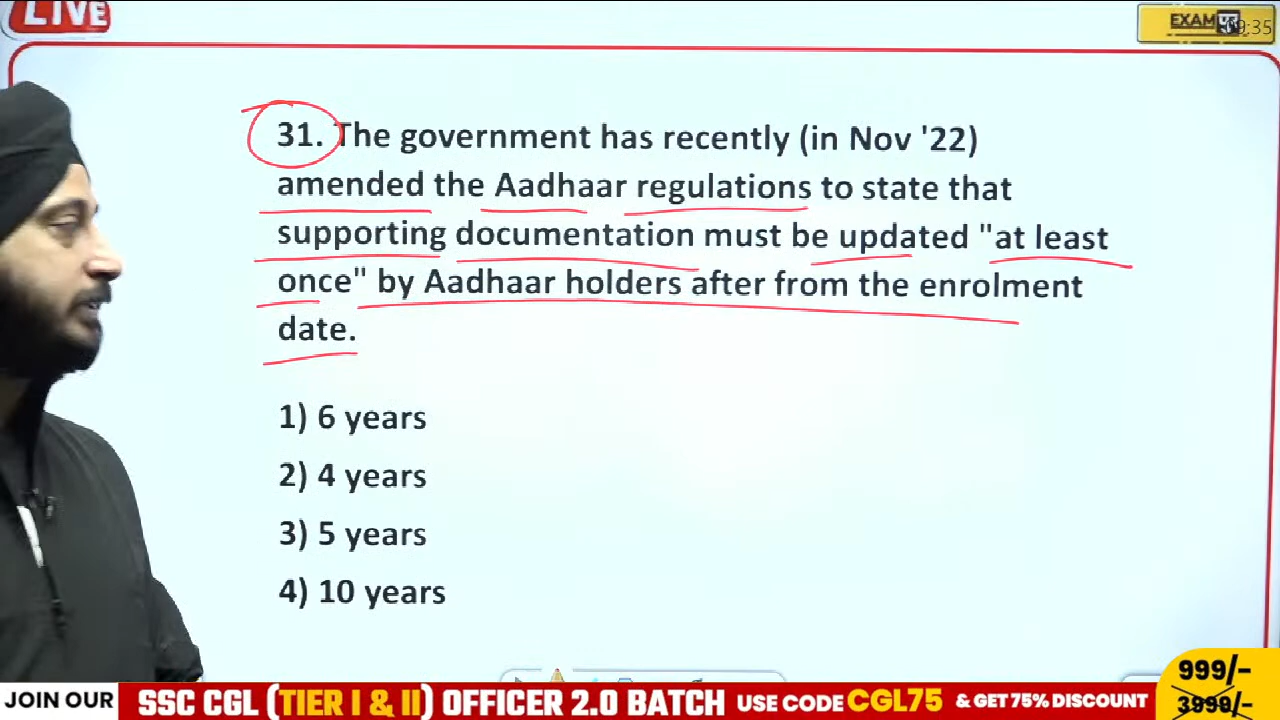 LIVE
EXAM
09:35
31. The government has recently (in Nov '22)
amended the Aadhaar regulations to state that
supporting documentation must be updated "at least
once" by Aadhaar holders after from the enrolment
date.
1) 6 years
2) 4 years
3) 5 years
4) 10 years
JOIN OUR SSC CGL (TIER I & II) OFFICER 2.0 BATCH USE CODE CGL75 & GET 75% DISCOUNT
999/-
3999/-